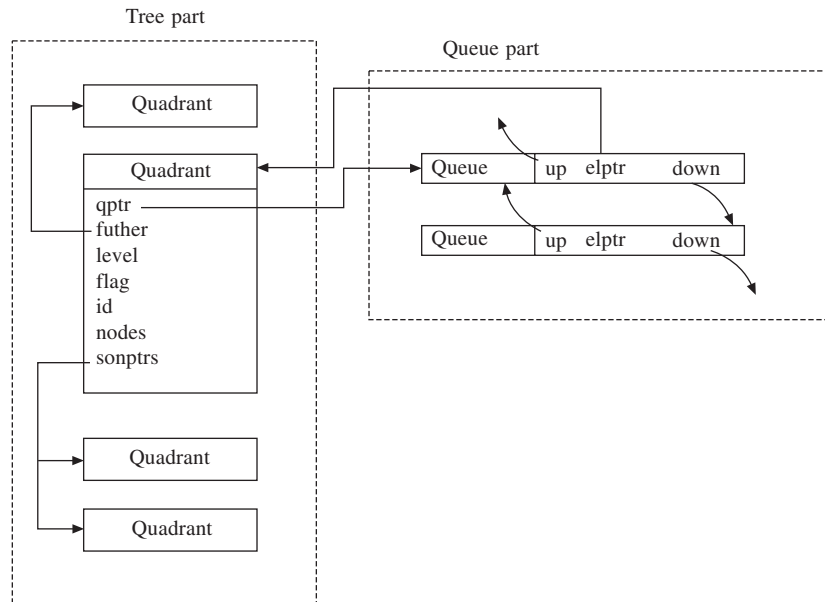 Tree part
Quadrant
Quadrant
qptr
futher
level
flag
id
nodes
sonptrs
Quadrant
Quadrant
Queue part
Queue up elptr down
Queue up elptr down